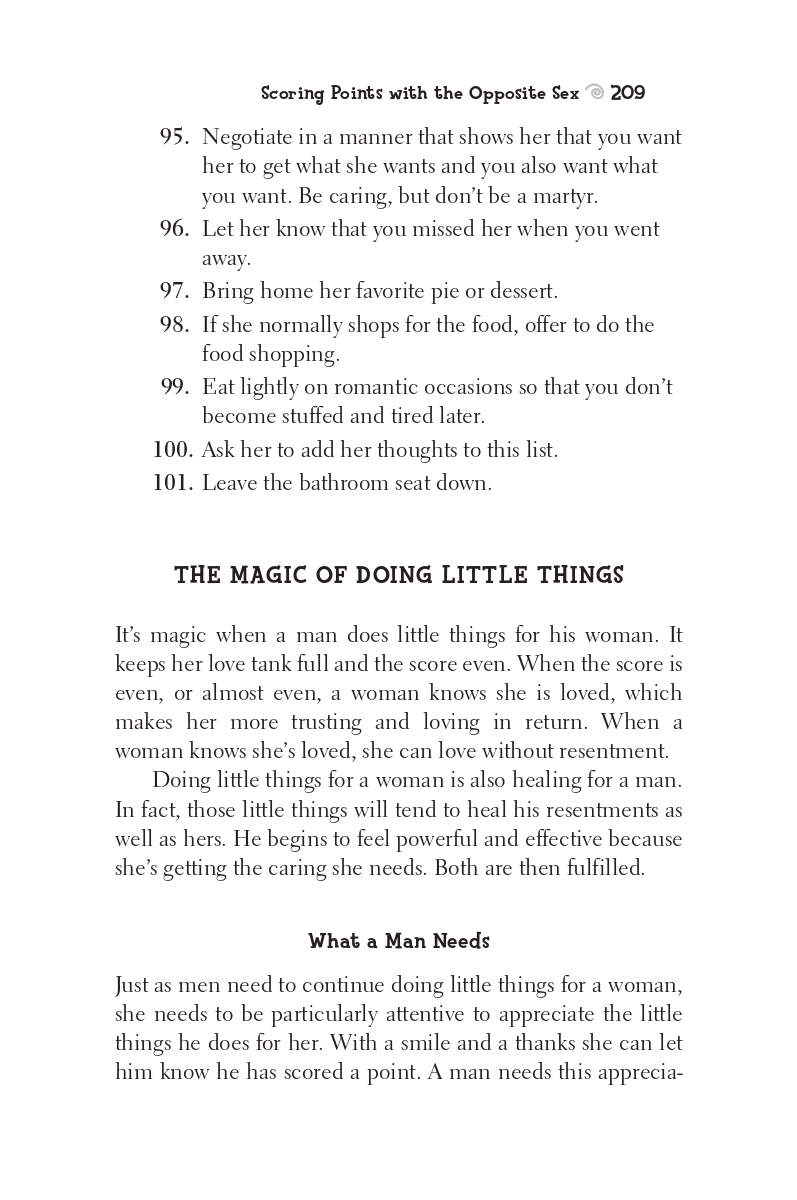 Scoring Points with the Opposite Sex 209
95. Negotiate in a manner that shows her that you want
her to get what she wants and you also want what
you want. Be caring, but don’t be a martyr.
96. Let her know that you missed her when you went
away.
97. Bring home her favorite pie or dessert.
98. If she normally shops for the food, offer to do the
food shopping.
99. Eat lightly on romantic occasions so that you don’t
become stuffed and tired later.
100. Ask her to add her thoughts to this list.
101. Leave the bathroom seat down.
THE MAGIC OF DOING LITTLE THINGS
It’s magic when a man does little things for his woman. It
keeps her love tank full and the score even. When the score is
even, or almost even, a woman knows she is loved, which
makes her more trusting and loving in return. When a
woman knows she’s loved, she can love without resentment.
Doing little things for a woman is also healing for a man.
In fact, those little things will tend to heal his resentments as
well as hers. He begins to feel powerful and effective because
she’s getting the caring she needs. Both are then fulfilled.
What a Man Needs
Just as men need to continue doing little things for a woman,
she needs to be particularly attentive to appreciate the little
things he does for her. With a smile and a thanks she can let
him know he has scored a point. A man needs this apprecia-